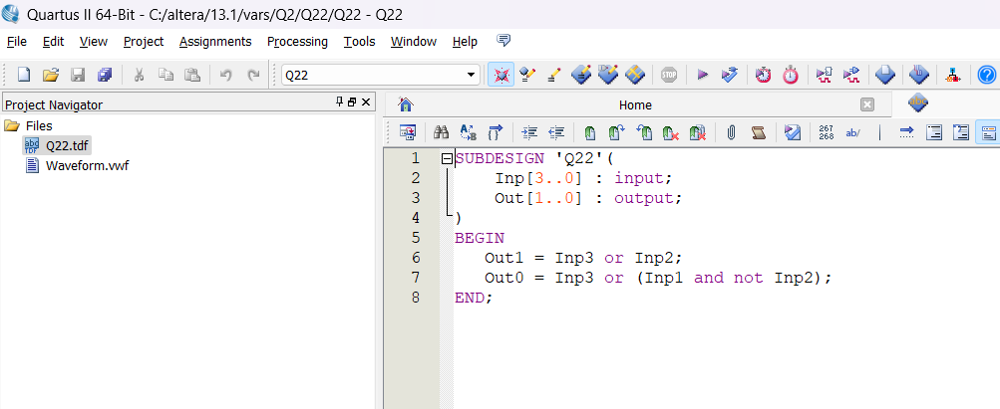 Quartus II 64-Bit - C:/altera/13.1/vars/Q2/Q22/Q22 - Q22
File Edit View Project Assignments Processing Tools Window Help
Q22
STOP
Project Navigator
Home
Files
abd TDF Q22.tdf
Waveform.vwf
267 268 ab/
1 SUBDESIGN 'Q22'(
2 Inp[3..0] : input;
3 Out[1..0] : output;
4 )
5 BEGIN
6 Out1 = Inp3 or Inp2;
7 Out0 = Inp3 or (Inp1 and not Inp2);
8 END;